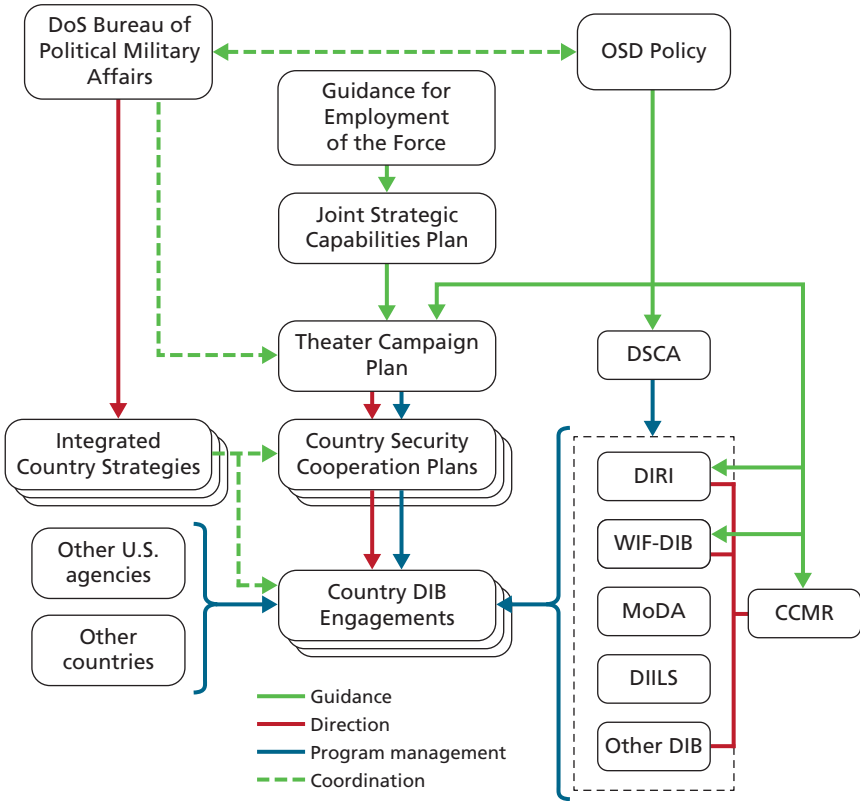 DoS Bureau of
Political Military
Affairs
OSD Policy
Guidance for
Employment
of the Force
Joint Strategic
Capabilities Plan
Theater Campaign
Plan
DSCA
Integrated
Country Strategies
Country Security
Cooperation Plans
DIRI
Other U.S.
agencies
WIF-DIB
Country DIB
Engagements
MoDA
CCMR
Other
countries
DIILS
Other DIB
Guidance
Direction
Program management
Coordination